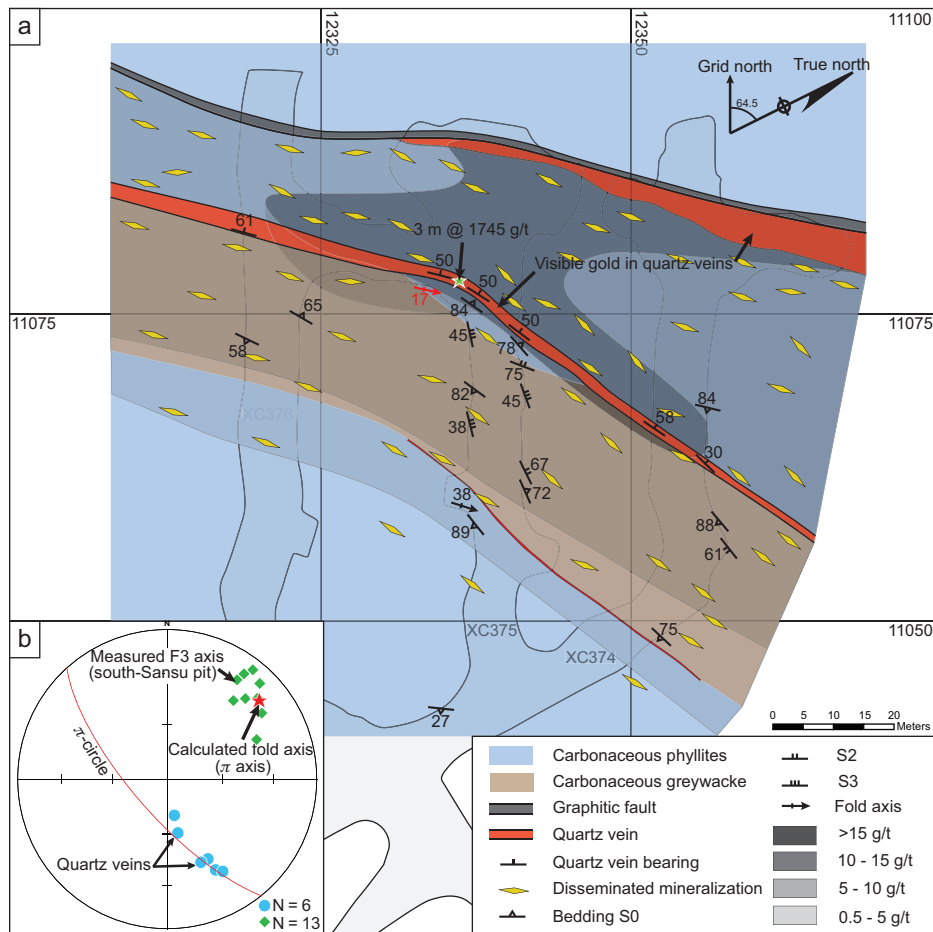 a
12325
12350
11100
Grid north
True north
64.5
61
3 m @ 1745 g/t
50
50
Visible gold in quartz veins
17
65
84
11075
11075
50
45
58
78
75
84
82
45
XC376
58
38
30
67
38
72
88
89
61
XC375
75
11050
XC374
27
b
N
Measured F3 axis
(south-Sansu pit)
Calculated fold axis
(π axis)
π-circle
Quartz veins
N = 6
N = 13
0 5 10 15 20
Meters
Carbonaceous phyllites
Carbonaceous greywacke
Graphitic fault
Quartz vein
Quartz vein bearing
Disseminated mineralization
Bedding S0
S2
S3
Fold axis
>15 g/t
10 - 15 g/t
5 - 10 g/t
0.5 - 5 g/t